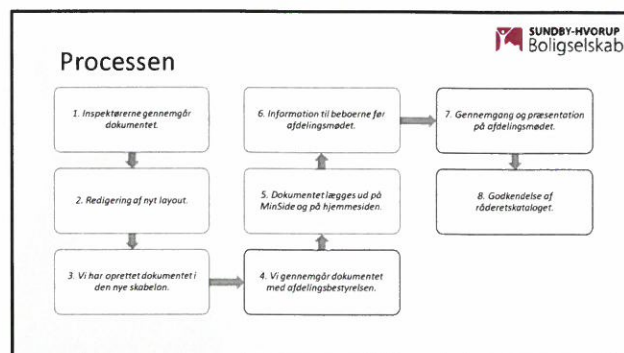 SUNDBY-HVORUP
Boligselskab
Processen
1. Inspektørerne gennemgår
dokumentet.
2. Redigering af nyt layout.
3. Vi har oprettet dokumentet i
den nye skabelon.
4. Vi gennemgår dokumentet
med afdelingsbestyrelsen.
5. Dokumentet lægges ud på
MinSide og på hjemmesiden.
6. Information til beboerne før
afdelingsmødet.
7. Gennemgang og præsentation
på afdelingsmødet.
8. Godkendelse af
råderetskataloget.